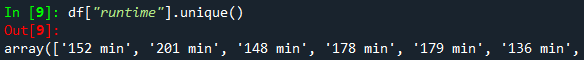 In [9]: df["runtime"].unique()
Out[9]:
array(['152 min', '201 min', '148 min', '178 min', '179 min', '136 min',